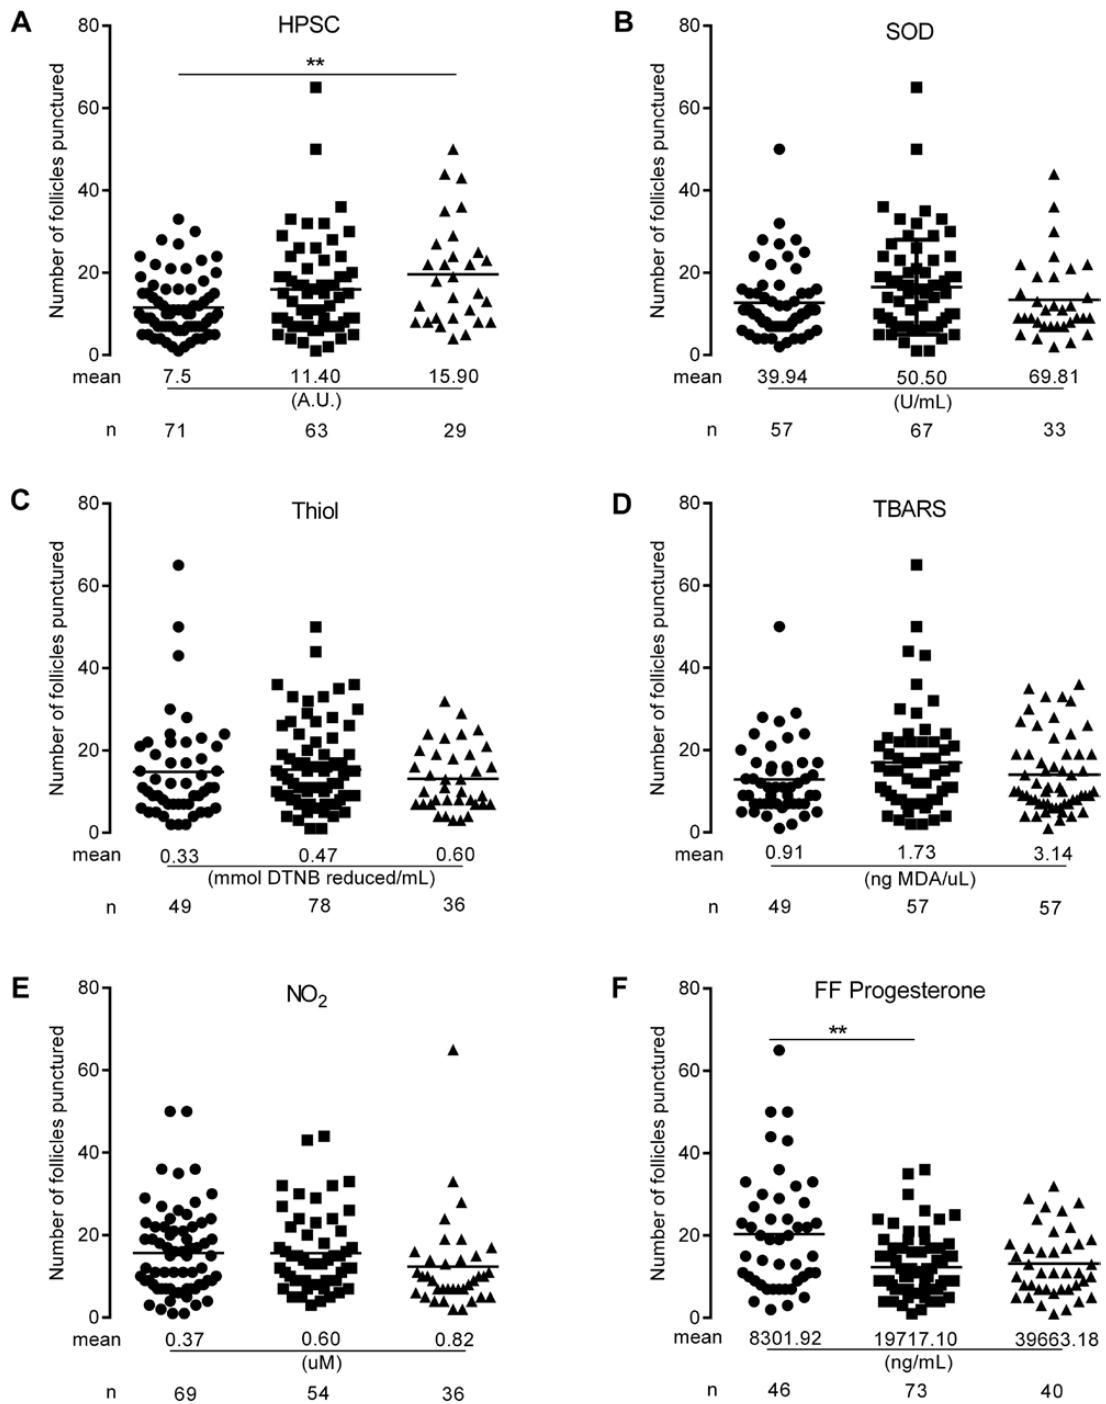 A
HPSC
**
Number of follicles punctured
80
60
40
20
0
mean 7.5 11.40 15.90
(A.U.)
n 71 63 29
B
SOD
Number of follicles punctured
80
60
40
20
0
mean 39.94 50.50 69.81
(U/mL)
n 57 67 33
C
Thiol
Number of follicles punctured
80
60
40
20
0
mean 0.33 0.47 0.60
(mmol DTNB reduced/mL)
n 49 78 36
D
TBARS
Number of follicles punctured
80
60
40
20
0
mean 0.91 1.73 3.14
(ng MDA/uL)
n 49 57 57
E
NO₂
Number of follicles punctured
80
60
40
20
0
mean 0.37 0.60 0.82
(uM)
n 69 54 36
F
FF Progesterone
**
Number of follicles punctured
80
60
40
20
0
mean 8301.92 19717.10 39663.18
(ng/mL)
n 46 73 40